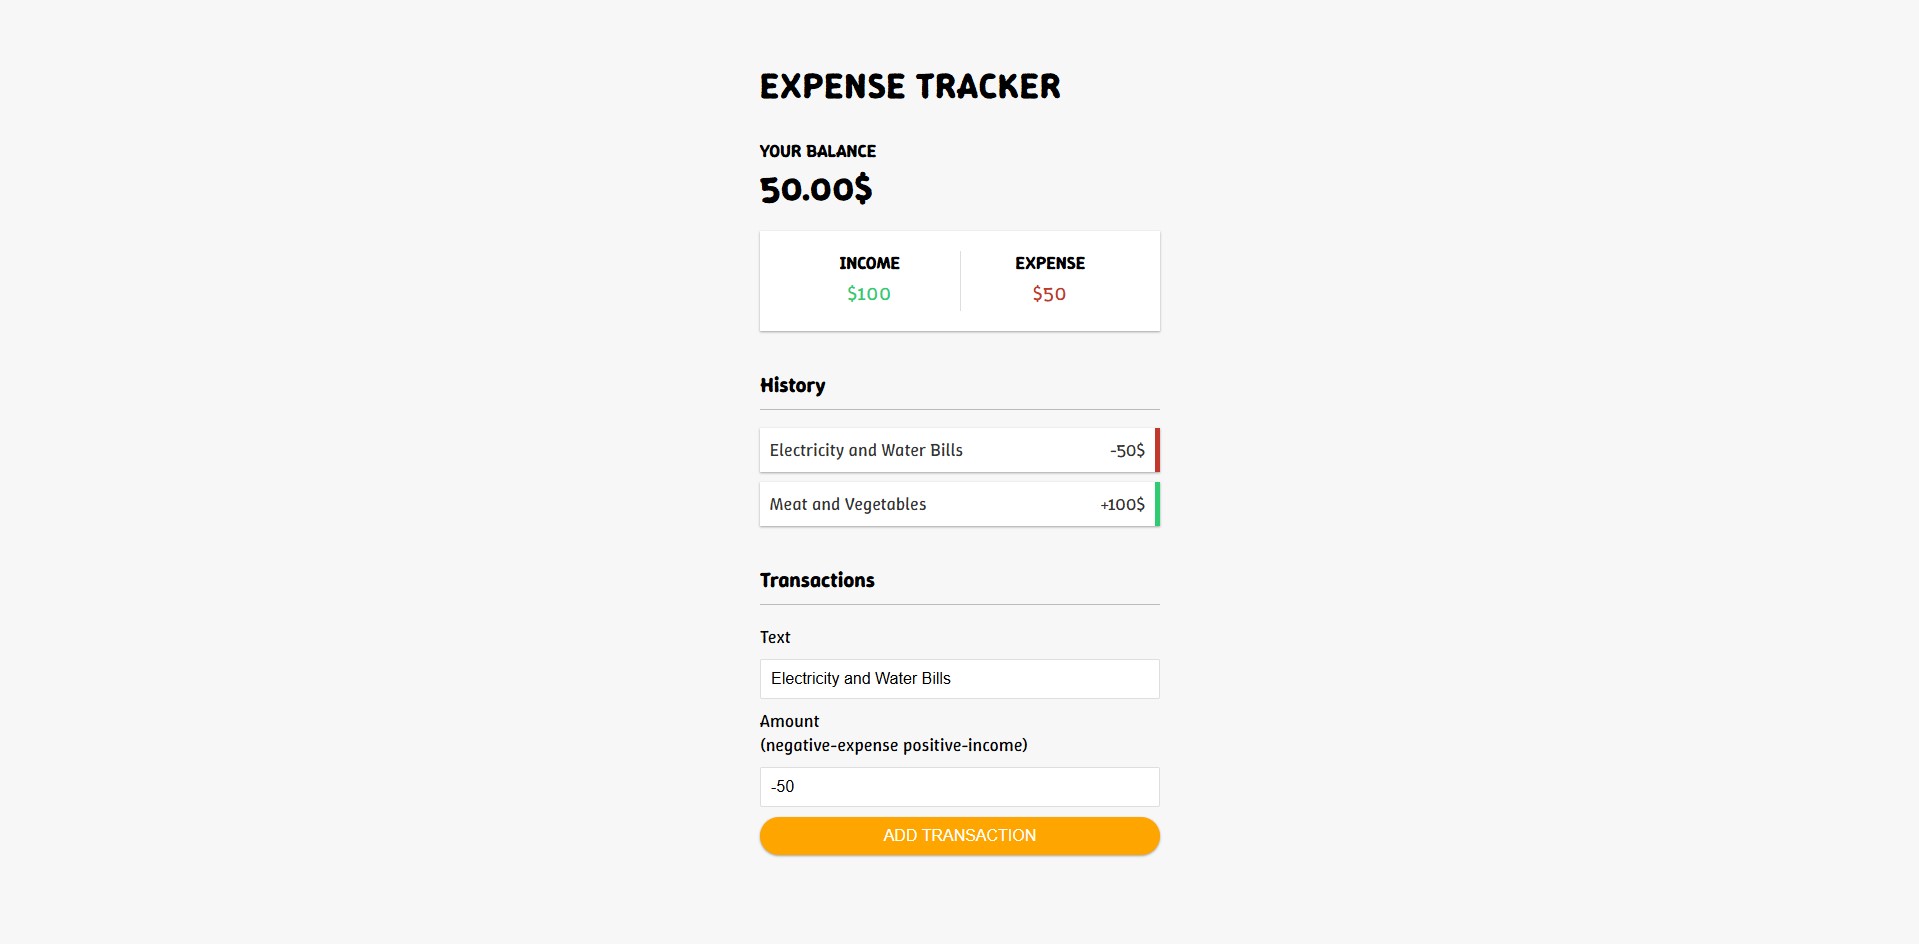 EXPENSE TRACKER
YOUR BALANCE
50.00$
INCOME
$100
EXPENSE
$50
History
Electricity and Water Bills -50$
Meat and Vegetables +100$
Transactions
Text
Electricity and Water Bills
Amount
(negative-expense positive-income)
-50
ADD TRANSACTION